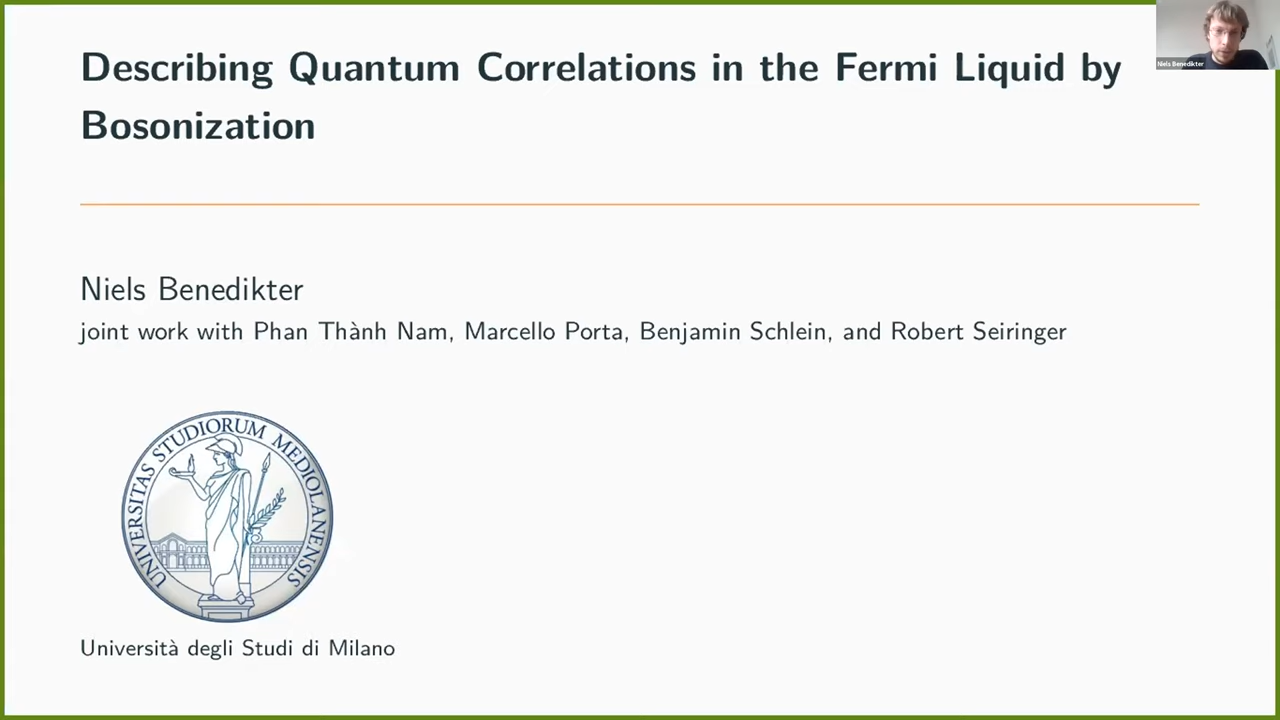 Describing Quantum Correlations in the Fermi Liquid by
Bosonization
Niels Benedikter
Niels Benedikter
joint work with Phan Thành Nam, Marcello Porta, Benjamin Schlein, and Robert Seiringer
UNIVERSITAS STUDIORUM MEDIOLANENSIS
Università degli Studi di Milano